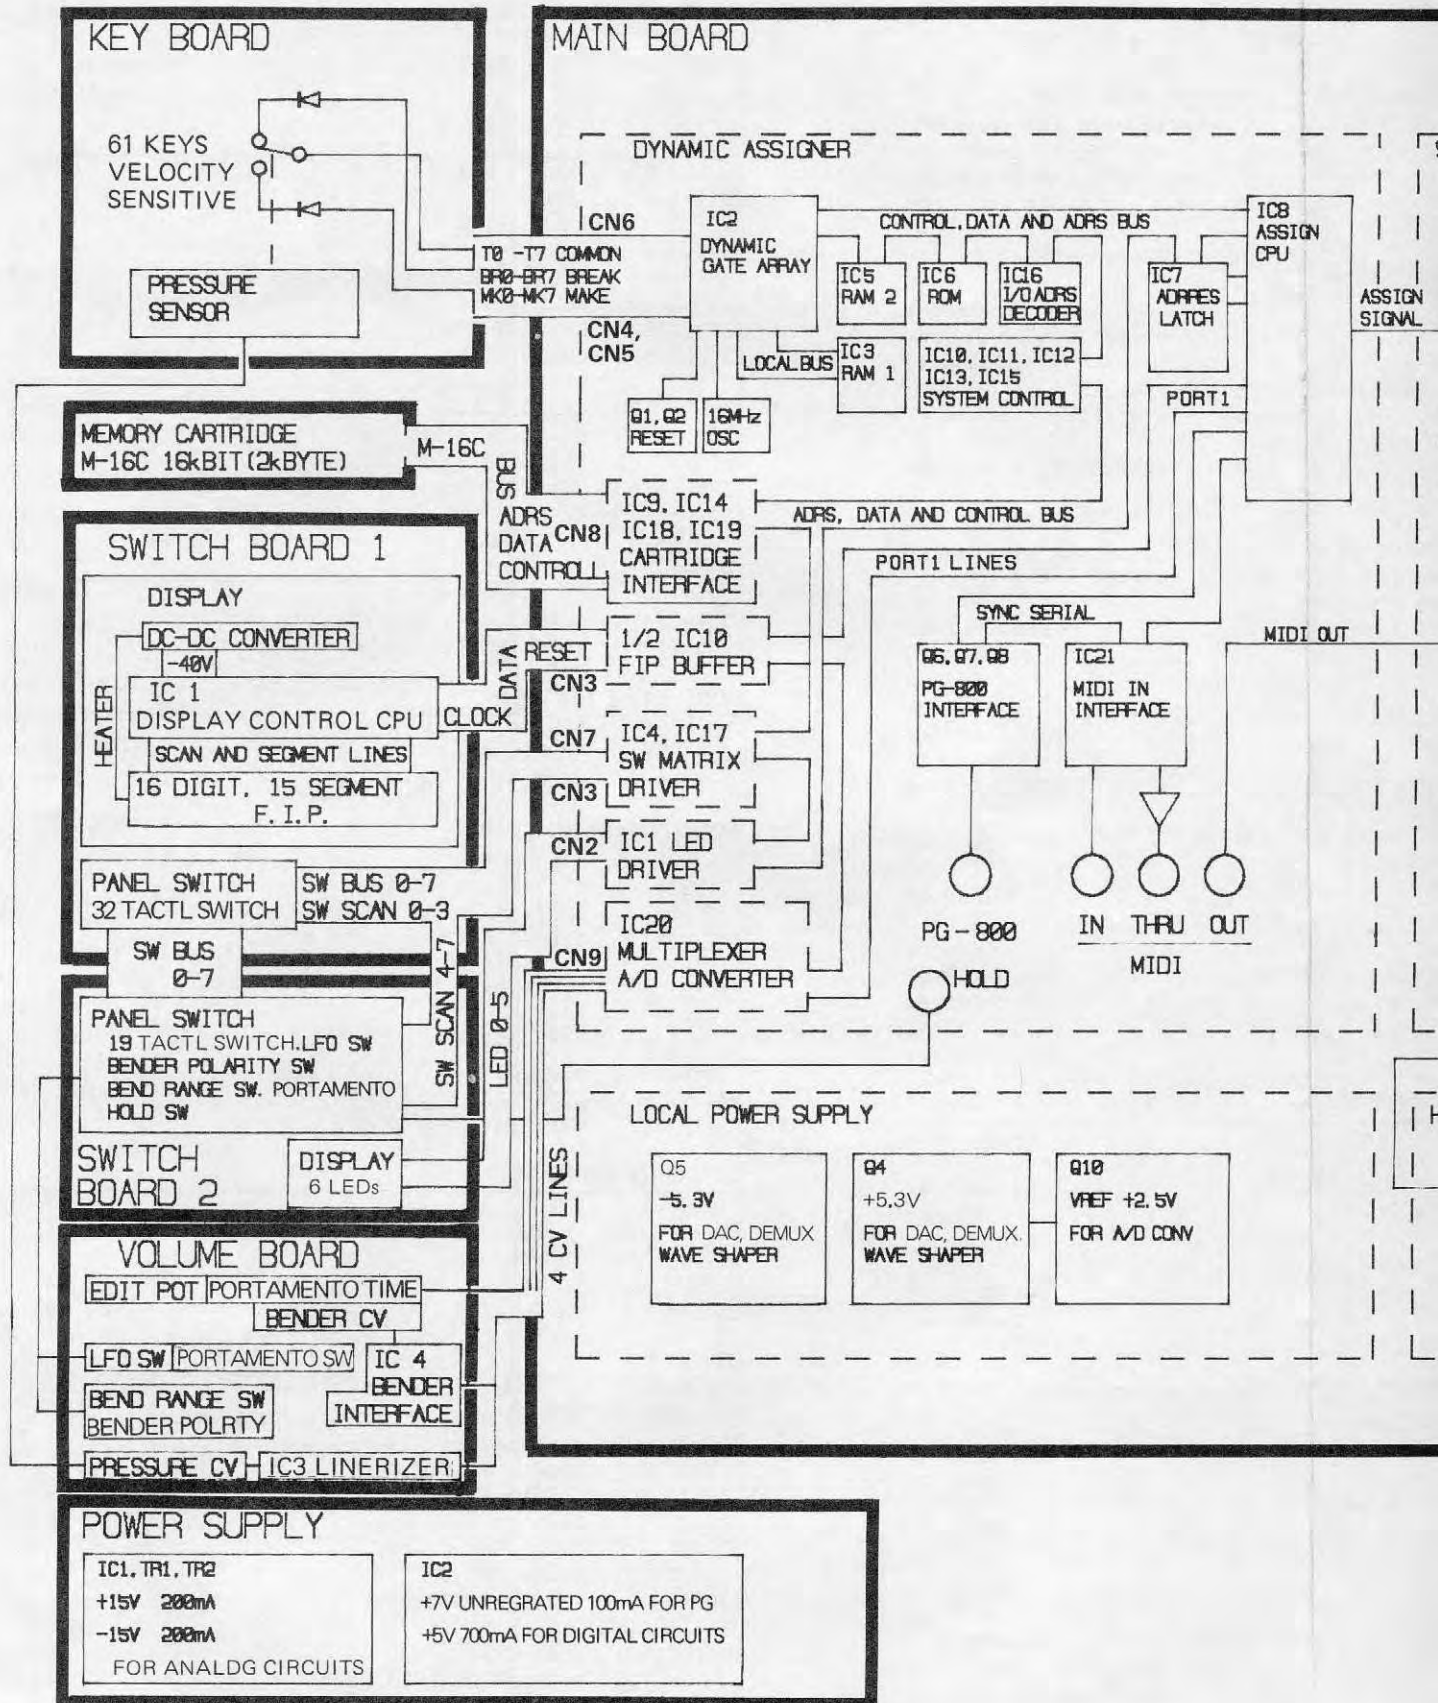 KEY BOARD
61 KEYS
VELOCITY
SENSITIVE
PRESSURE
SENSOR
MAIN BOARD
DYNAMIC ASSIGNER
CN6
T0 -T7 COMMON
BR0-BR7 BREAK
MK0-MK7 MAKE
CN4,
CN5
IC2
DYNAMIC
GATE ARRAY
CONTROL, DATA AND ADRS BUS
IC8
ASSIGN
CPU
IC5
RAM 2
IC6
ROM
IC16
I/O ADRS
DECODER
IC7
ADRRES
LATCH
ASSIGN
SIGNAL
LOCAL BUS
IC3
RAM 1
IC10, IC11, IC12
IC13, IC15
SYSTEM CONTROL
PORT1
Q1, Q2
RESET
16MHz
OSC
MEMORY CARTRIDGE
M-16C 16kBIT(2kBYTE)
M-16C
BUS
ADRS
DATA
CONTROLL
CN8
IC9, IC14
IC18, IC19
CARTRIDGE
INTERFACE
ADRS, DATA AND CONTROL BUS
PORT1 LINES
SWITCH BOARD 1
DISPLAY
DC-DC CONVERTER
-40V
IC 1
DISPLAY CONTROL CPU
HEATER
SCAN AND SEGMENT LINES
16 DIGIT, 15 SEGMENT
F. I. P.
DATA
RESET
CLOCK
CN3
1/2 IC10
FIP BUFFER
SYNC SERIAL
MIDI OUT
Q6, Q7, Q8
PG-800
INTERFACE
IC21
MIDI IN
INTERFACE
CN7
CN3
IC4, IC17
SW MATRIX
DRIVER
CN2
IC1 LED
DRIVER
PANEL SWITCH
32 TACTL SWITCH
SW BUS 0-7
SW SCAN 0-3
SW BUS
0-7
CN9
IC20
MULTIPLEXER
A/D CONVERTER
PG-800
IN THRU OUT
MIDI
HOLD
PANEL SWITCH
19 TACTL SWITCH.LFO SW
BENDER POLARITY SW
BEND RANGE SW. PORTAMENTO
HOLD SW
SW SCAN 4-7
LED 0-5
SWITCH
BOARD 2
DISPLAY
6 LEDs
4 CV LINES
LOCAL POWER SUPPLY
Q5
-5.3V
FOR DAC, DEMUX
WAVE SHAPER
Q4
+5.3V
FOR DAC, DEMUX.
WAVE SHAPER
Q10
VREF +2.5V
FOR A/D CONV
VOLUME BOARD
EDIT POT
PORTAMENTO TIME
BENDER CV
LFO SW
PORTAMENTO SW
IC 4
BENDER
INTERFACE
BEND RANGE SW
BENDER POLRTY
PRESSURE CV
IC3 LINERIZER
POWER SUPPLY
IC1, TR1, TR2
+15V 200mA
-15V 200mA
FOR ANALDG CIRCUITS
IC2
+7V UNREGRATED 100mA FOR PG
+5V 700mA FOR DIGITAL CIRCUITS